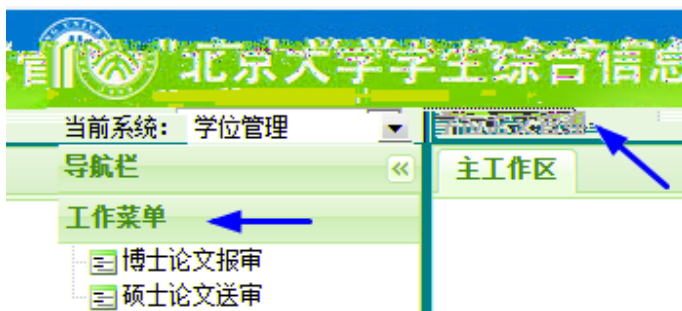 北京大学学生综合信息
当前系统： 学位管理
导航栏
主工作区
工作菜单
博士论文报审
硕士论文送审